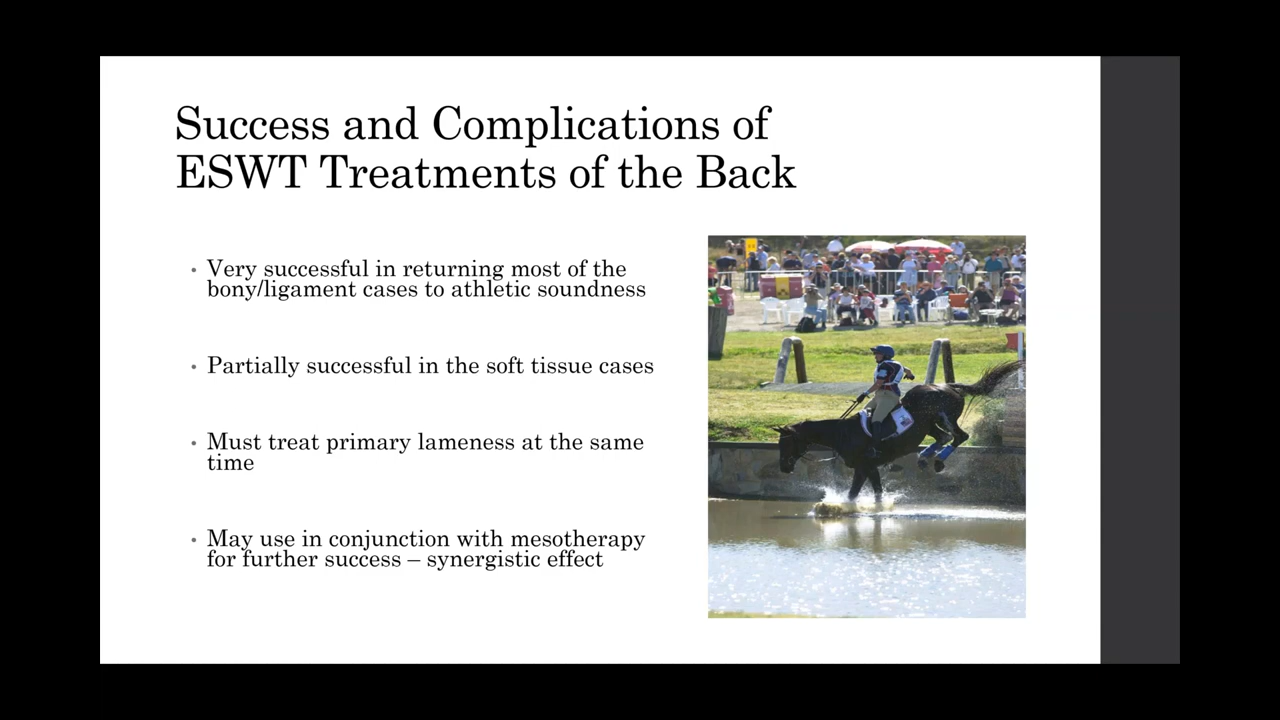 Success and Complications of
ESWT Treatments of the Back
• Very successful in returning most of the
bony/ligament cases to athletic soundness
• Partially successful in the soft tissue cases
• Must treat primary lameness at the same
time
• May use in conjunction with mesotherapy
for further success – synergistic effect